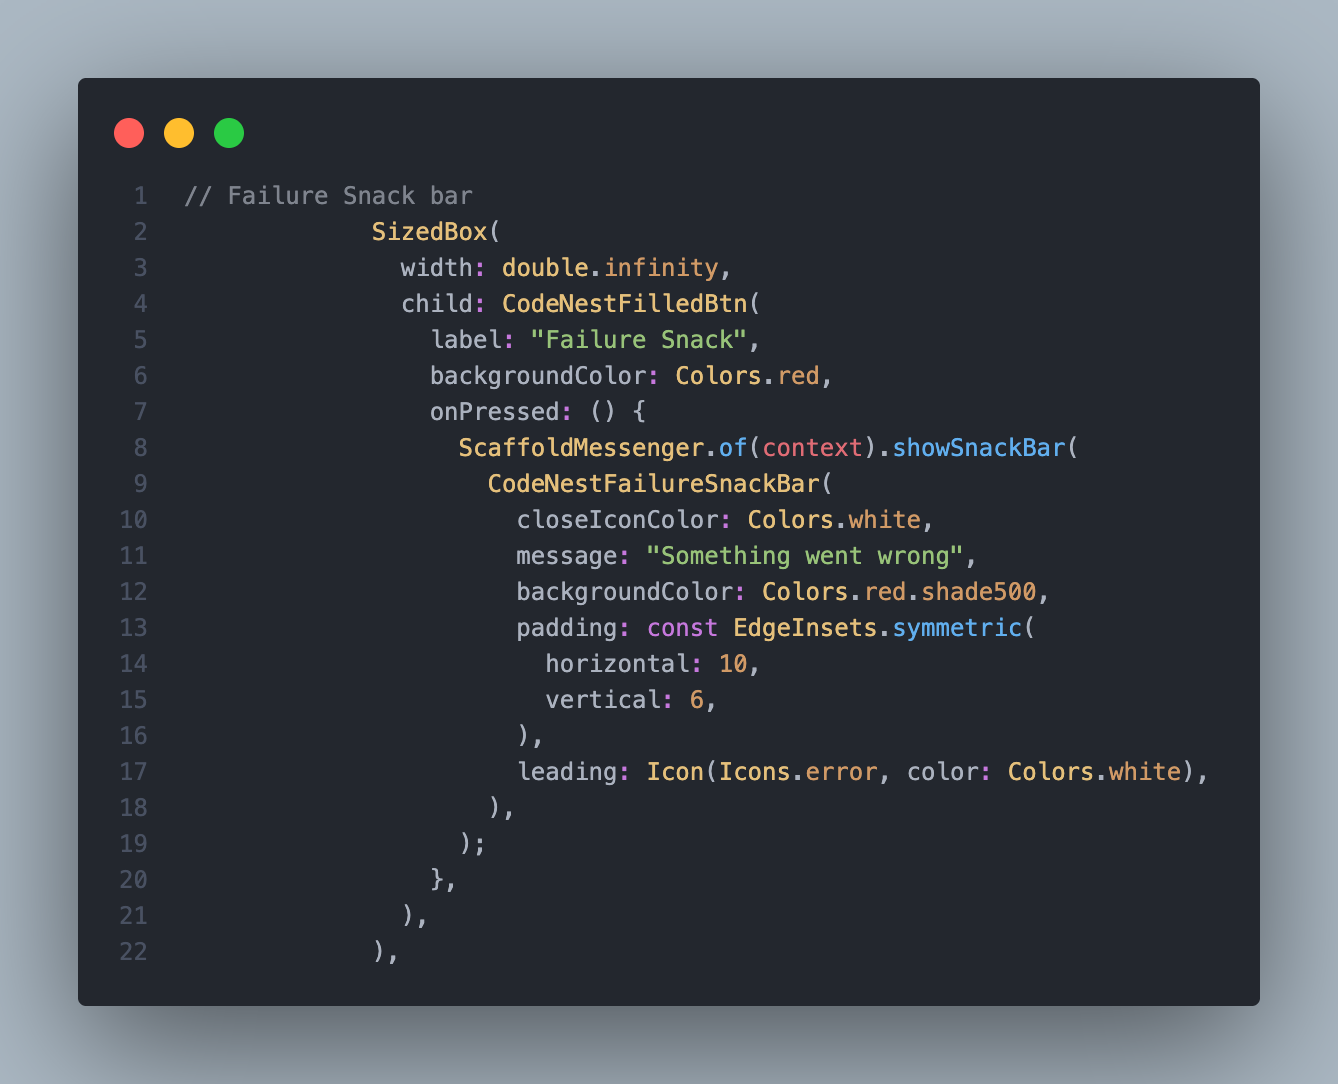 1 // Failure Snack bar
2 SizedBox(
3 width: double.infinity,
4 child: CodeNestFilledBtn(
5 label: "Failure Snack",
6 backgroundColor: Colors.red,
7 onPressed: () {
8 ScaffoldMessenger.of(context).showSnackBar(
9 CodeNestFailureSnackBar(
10 closeIconColor: Colors.white,
11 message: "Something went wrong",
12 backgroundColor: Colors.red.shade500,
13 padding: const EdgeInsets.symmetric(
14 horizontal: 10,
15 vertical: 6,
16 ),
17 leading: Icon(Icons.error, color: Colors.white),
18 ),
19 );
20 },
21 ),
22 ),